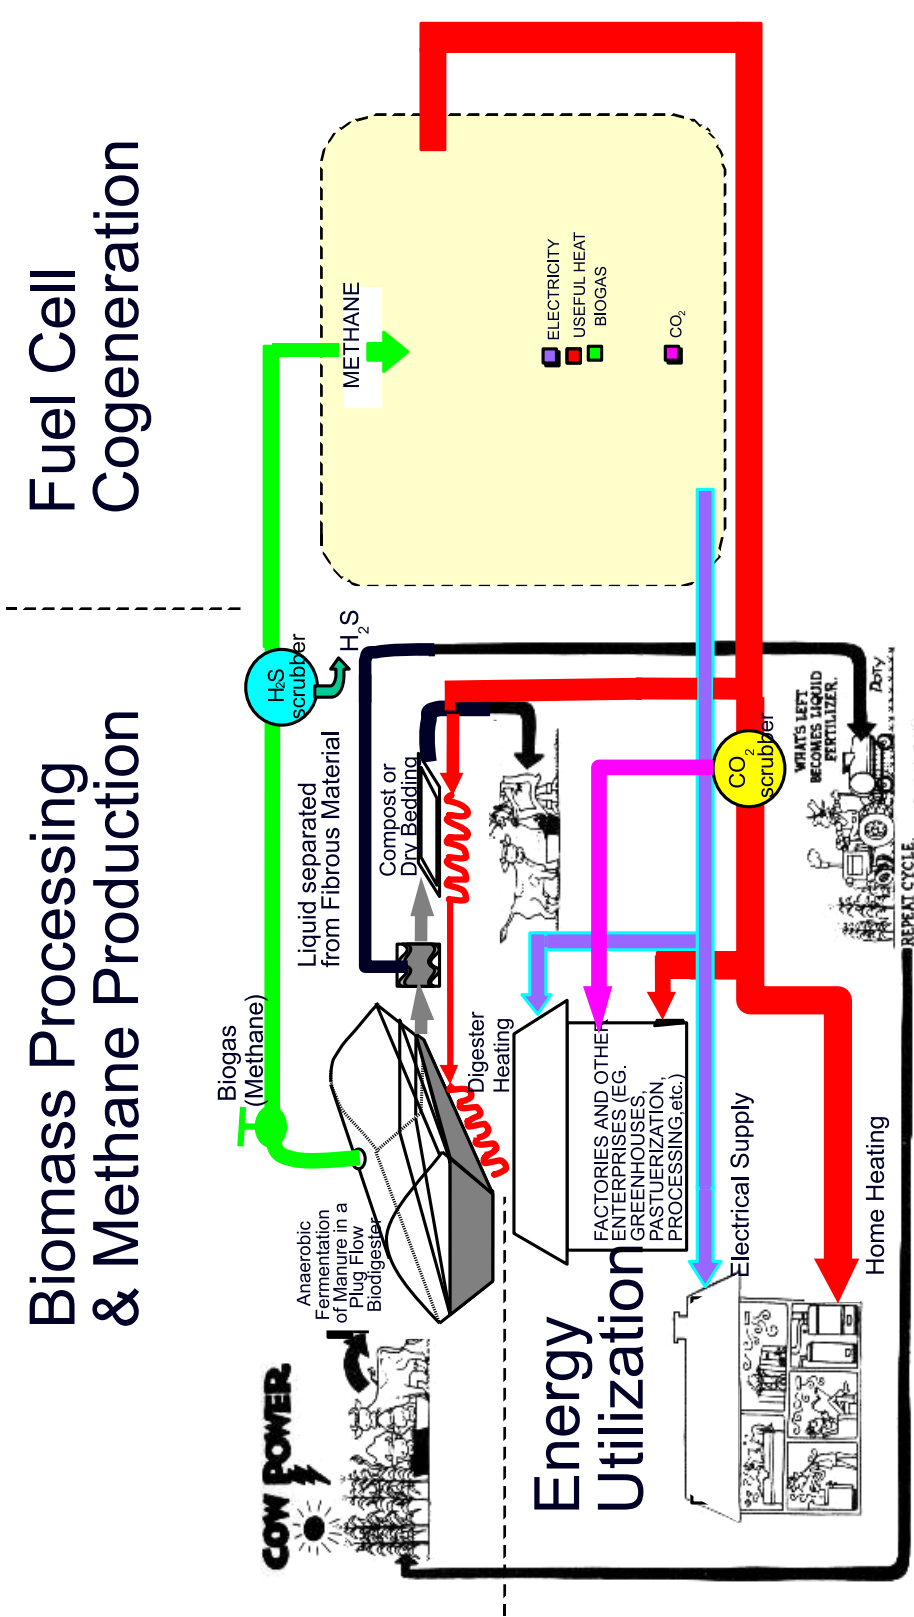 Biomass Processing
& Methane Production
Fuel Cell
Cogeneration
COW POWER
Anaerobic
Fermentation
of Manure in a
Plug Flow
Biodigester
Biogas
(Methane)
H2S
scrubber
H2S
METHANE
Liquid separated
from Fibrous Material
Compost or
Dry Bedding
Digester
Heating
ELECTRICITY
USEFUL HEAT
BIOGAS
CO2
Energy
Utilization
FACTORIES AND OTHER
ENTERPRISES (EG.
GREENHOUSES,
PASTUERIZATION,
PROCESSING,etc.)
CO2
scrubber
Electrical Supply
Home Heating
WHAT'S LEFT
BECOMES LIQUID
FERTILIZER.
DOTY
REPEAT CYCLE.